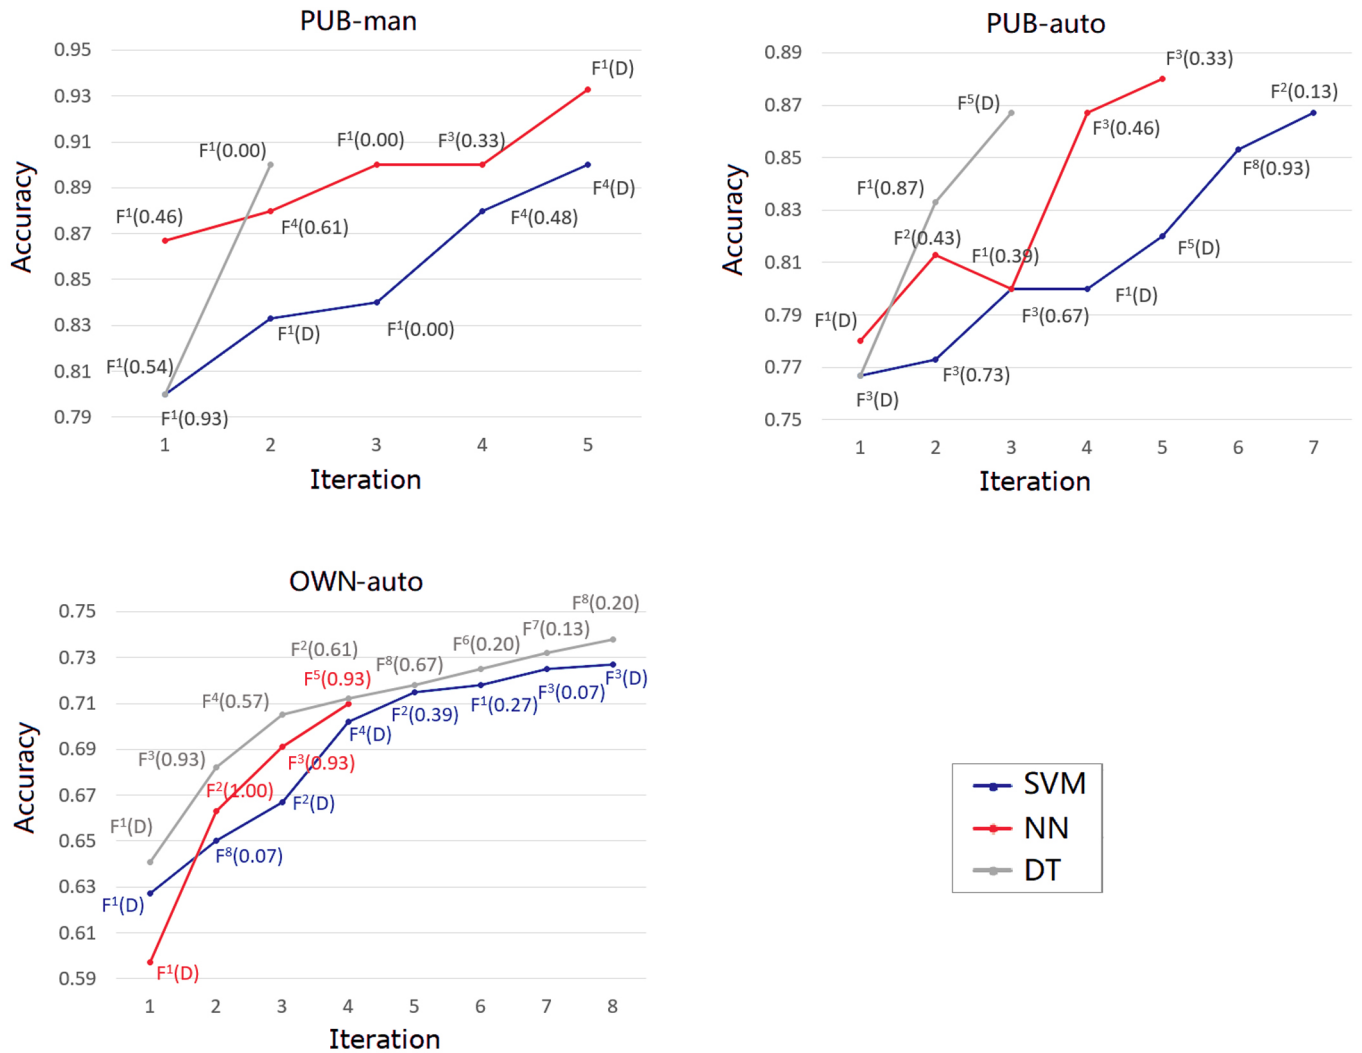 PUB-man
0.95
0.93
0.91
0.89
0.87
0.85
0.83
0.81
0.79
Accuracy
F¹(0.46)
F¹(0.00)
F⁴(0.61)
F¹(0.00)
F³(0.33)
F¹(D)
F¹(0.54)
F¹(0.93)
F¹(D)
F¹(0.00)
F⁴(0.48)
F⁴(D)
1 2 3 4 5
Iteration
PUB-auto
0.89
0.87
0.85
0.83
0.81
0.79
0.77
0.75
Accuracy
F³(0.33)
F²(0.13)
F⁵(D)
F³(0.46)
F⁸(0.93)
F¹(0.87)
F²(0.43)
F¹(0.39)
F⁵(D)
F¹(D)
F¹(D)
F³(0.67)
F³(0.73)
F³(D)
1 2 3 4 5 6 7
Iteration
OWN-auto
0.75
0.73
0.71
0.69
0.67
0.65
0.63
0.61
0.59
Accuracy
F⁸(0.20)
F⁷(0.13)
F⁶(0.20)
F²(0.61)
F⁸(0.67)
F⁵(0.93)
F⁴(0.57)
F³(0.93)
F¹(D)
F³(D)
F³(0.07)
F¹(0.27)
F²(0.39)
F⁴(D)
F³(0.93)
F²(1.00)
F²(D)
F⁸(0.07)
F¹(D)
F¹(D)
1 2 3 4 5 6 7 8
Iteration
SVM
NN
DT